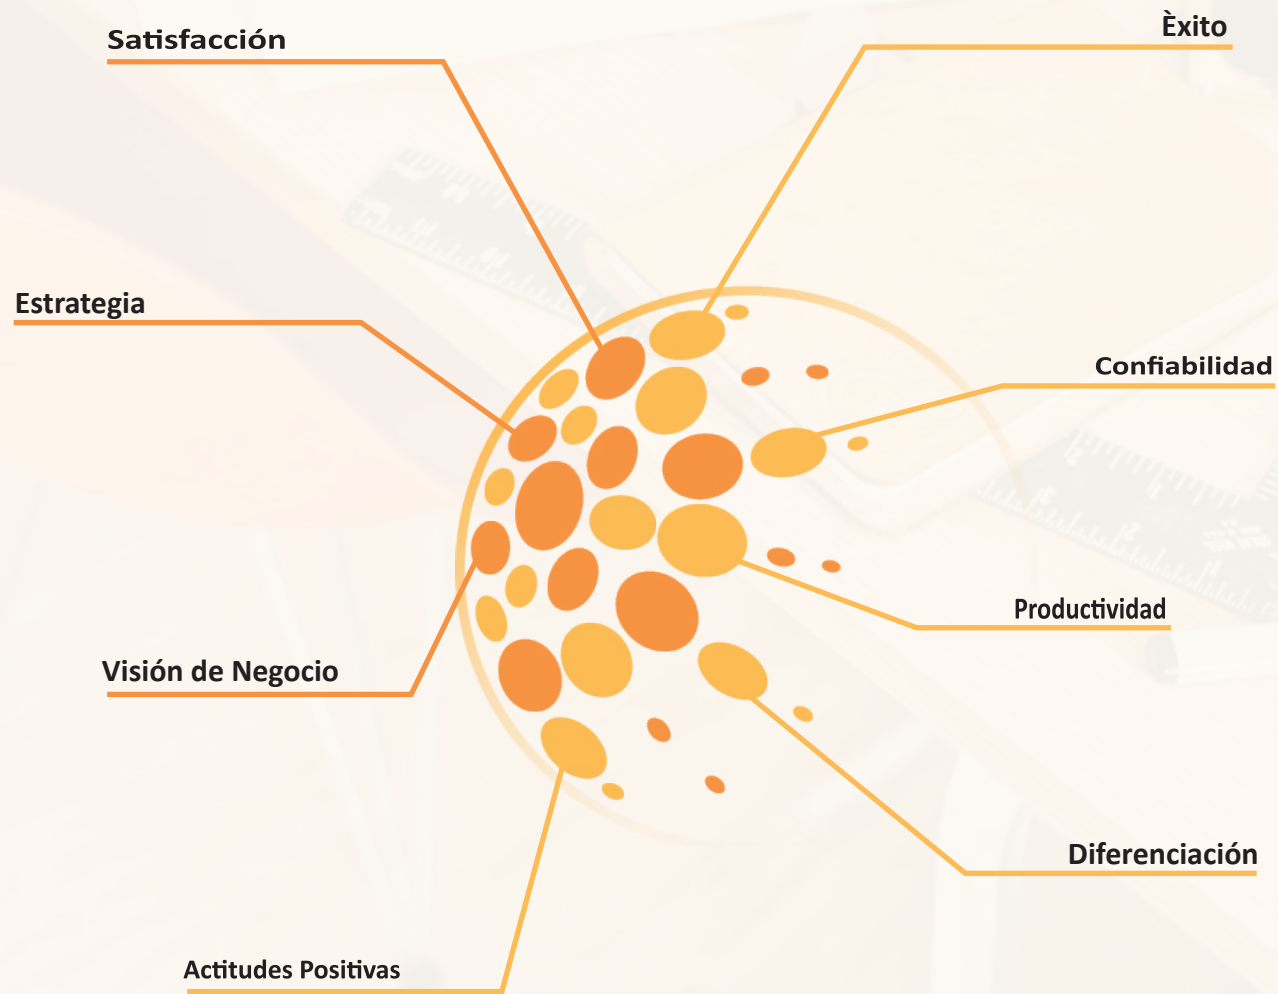 Èxito
Satisfacción
Estrategia
Confiabilidad
Productividad
Visión de Negocio
Diferenciación
Actitudes Positivas